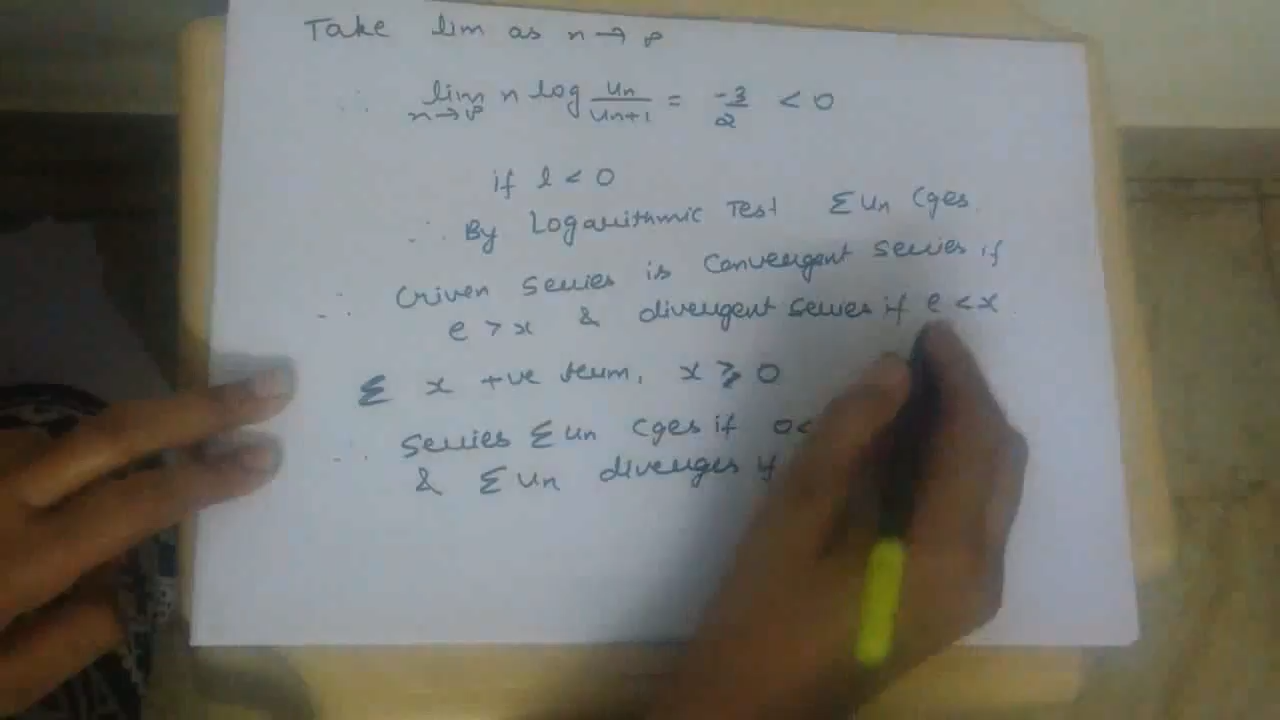 Take lim as n→∞
∴ lim n→∞ n log un/un+1 = -3/2 < 0
if l < 0
∴ By Logarithmic Test Σun Cges
∴ Given series is Convergent series if
e > x & divergent series if e < x
Σ x +ve term, x ≥ 0
∴ series Σun Cges if 0<
& Σun diverges if